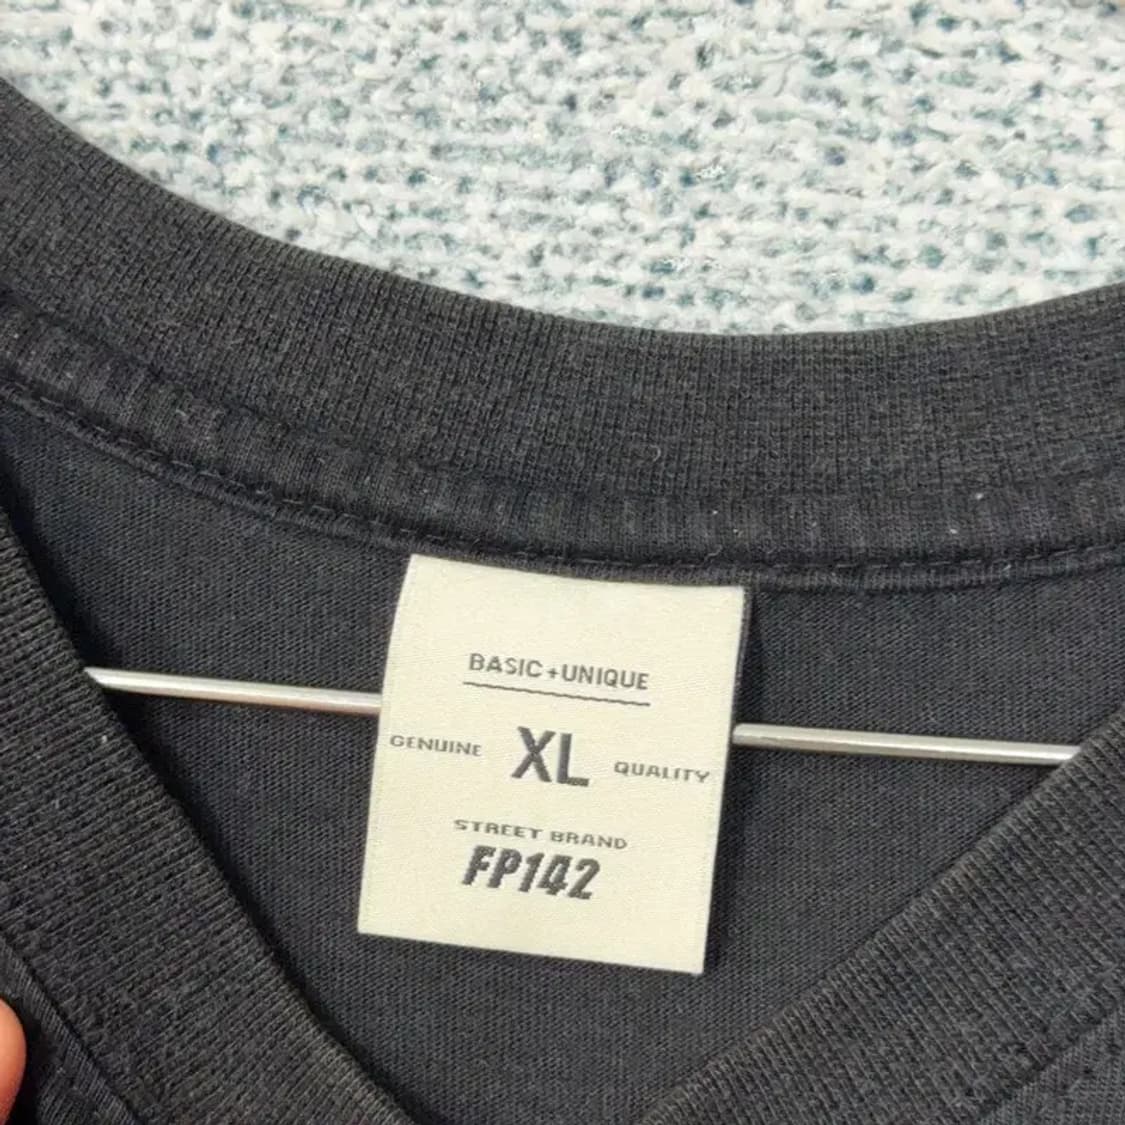 BASIC+UNIQUE
GENUINE XL QUALITY
STREET BRAND
FP142